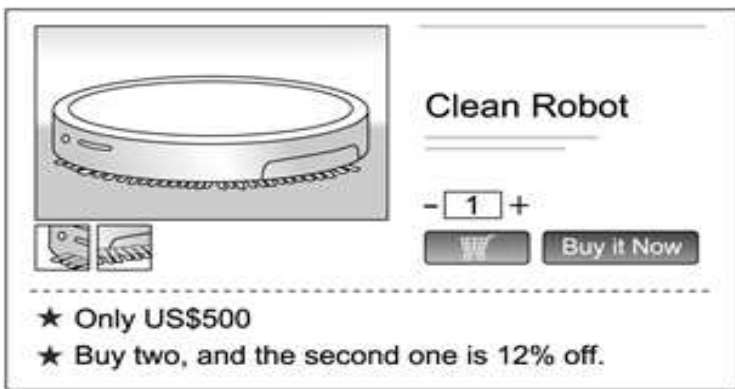 Clean Robot
- 1 +
Buy it Now
★ Only US$500
★ Buy two, and the second one is 12% off.